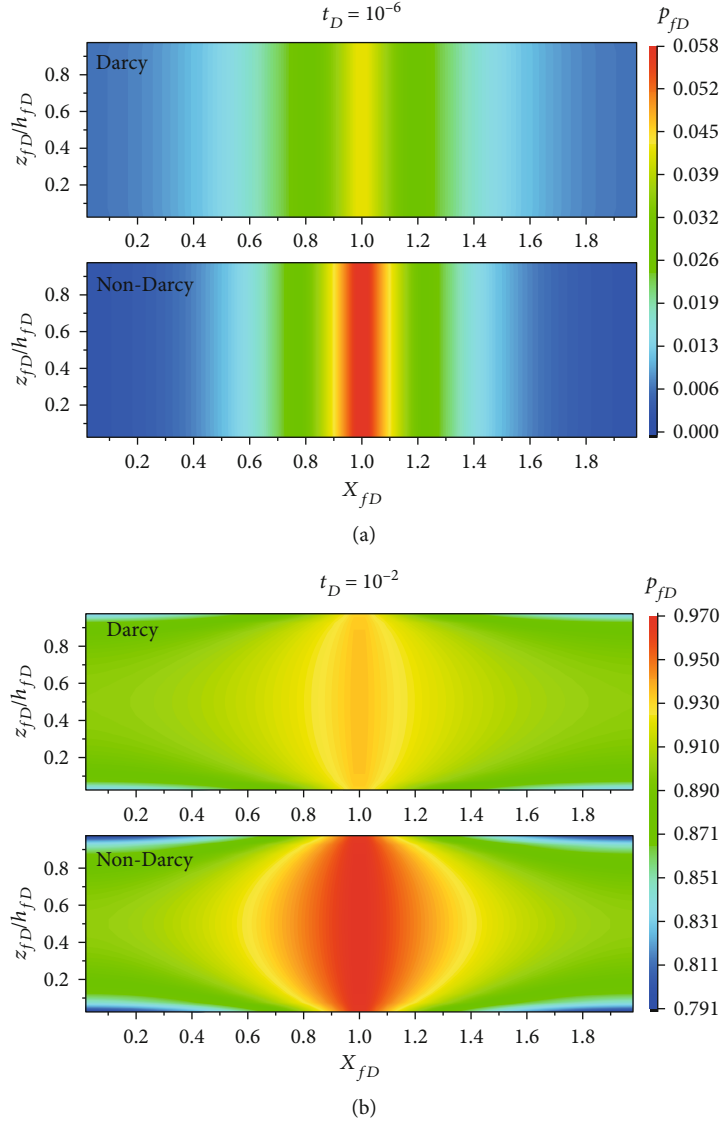 t_D = 10⁻⁶
p_fD
Darcy
z_fD/h_fD
0.8
0.6
0.4
0.2
0.2 0.4 0.6 0.8 1.0 1.2 1.4 1.6 1.8
Non-Darcy
z_fD/h_fD
0.8
0.6
0.4
0.2
0.2 0.4 0.6 0.8 1.0 1.2 1.4 1.6 1.8
X_fD
0.058
0.052
0.045
0.039
0.032
0.026
0.019
0.013
0.006
0.000
(a)
t_D = 10⁻²
p_fD
Darcy
z_fD/h_fD
0.8
0.6
0.4
0.2
0.2 0.4 0.6 0.8 1.0 1.2 1.4 1.6 1.8
Non-Darcy
z_fD/h_fD
0.8
0.6
0.4
0.2
0.2 0.4 0.6 0.8 1.0 1.2 1.4 1.6 1.8
X_fD
0.970
0.970
0.950
0.930
0.910
0.890
0.871
0.851
0.831
0.811
0.791
(b)